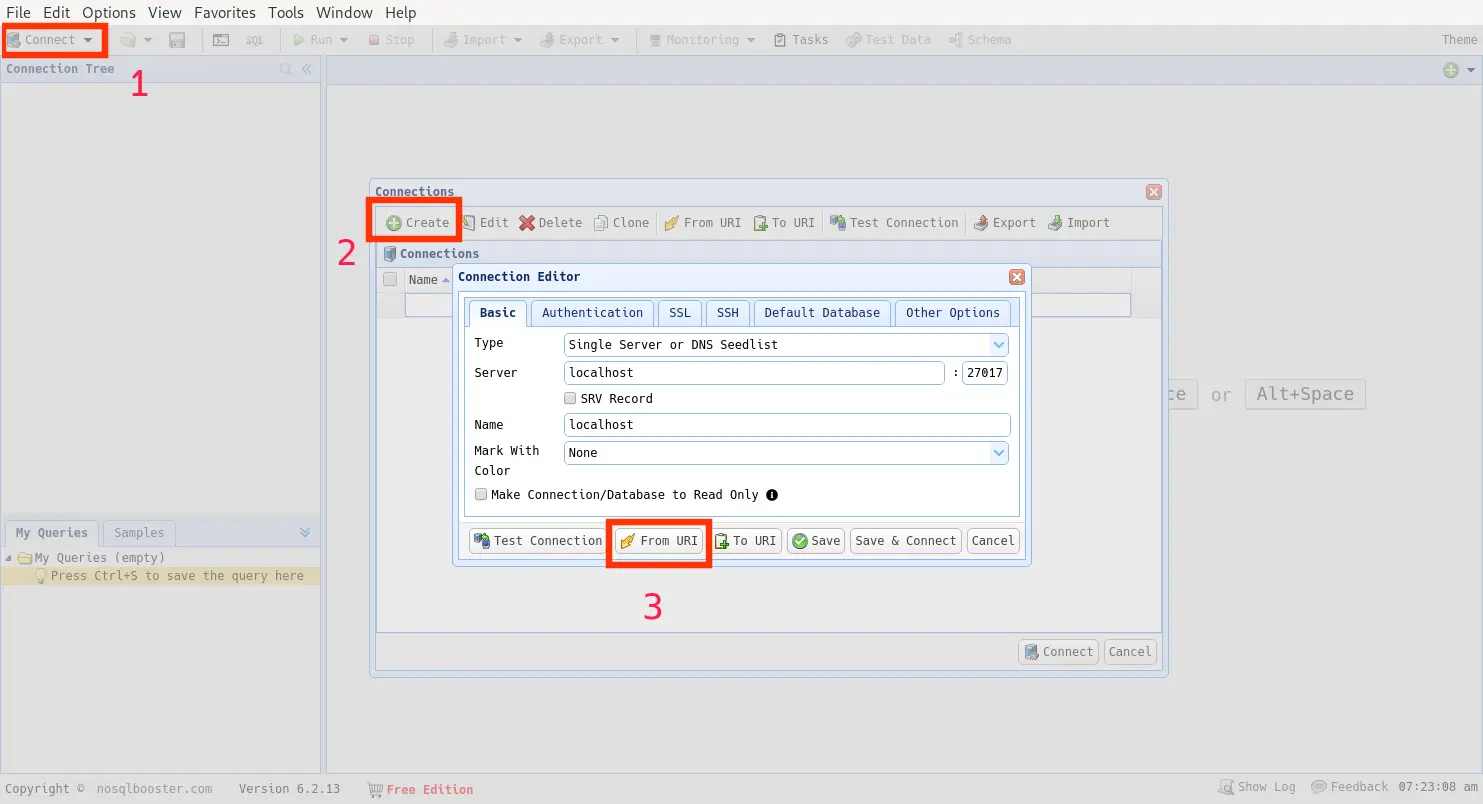 File Edit Options View Favorites Tools Window Help
Connect SQL Run Stop Import Export Monitoring Tasks Test Data Schema Theme
1
Connection Tree
Connections
Create Edit Delete Clone From URI To URI Test Connection Export Import
2
Connections
Name
Connection Editor
Basic Authentication SSL SSH Default Database Other Options
Type Single Server or DNS Seedlist
Server localhost : 27017
SRV Record
Name localhost
Mark With Color None
Make Connection/Database to Read Only
Test Connection From URI To URI Save Save & Connect Cancel
3
or Alt+Space
Connect Cancel
My Queries Samples
My Queries (empty)
Press Ctrl+S to save the query here
Copyright © nosqlbooster.com Version 6.2.13 Free Edition Show Log Feedback 07:23:08 am